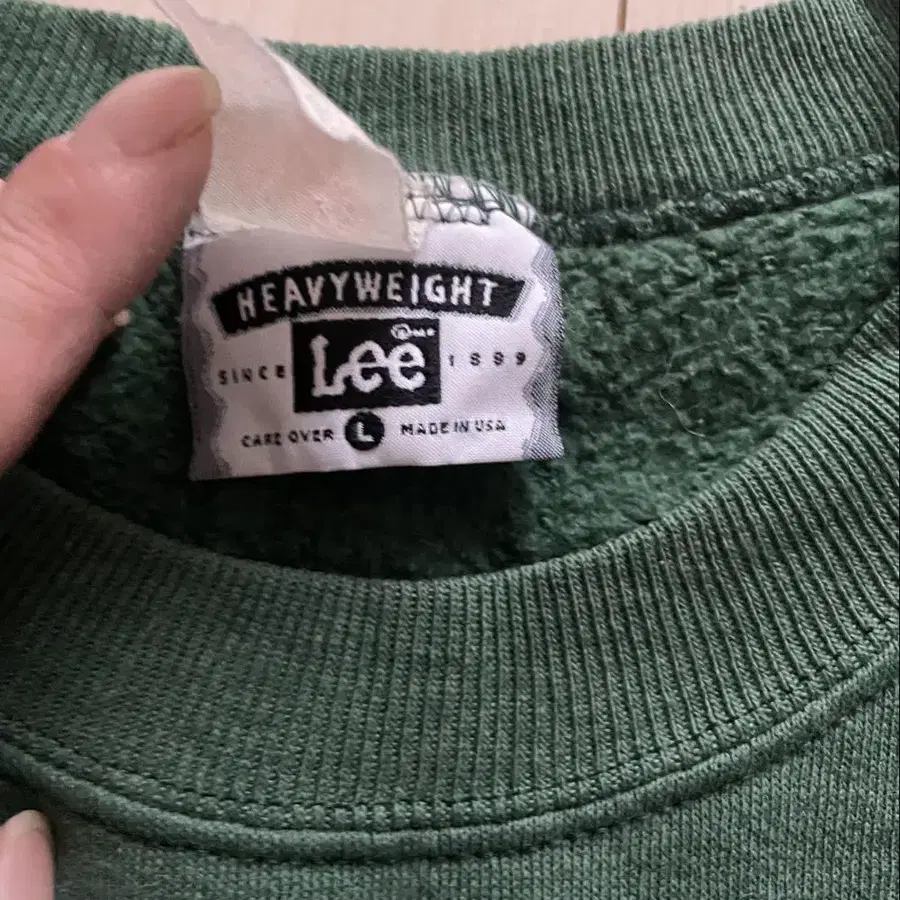 HEAVYWEIGHT
SINCE Lee 1889
CARE OVER L MADE IN USA